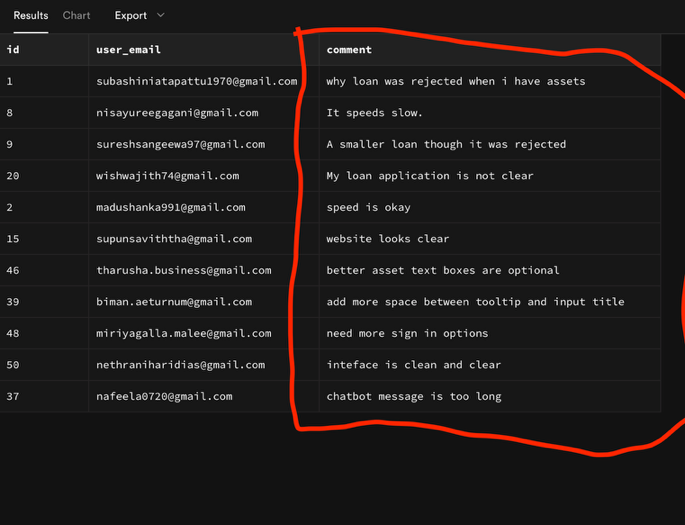 Results Chart Export
id user_email comment
1 subashiniatapattu1970@gmail.com why loan was rejected when i have assets
8 nisayureegagani@gmail.com It speeds slow.
9 sureshsangeewa97@gmail.com A smaller loan though it was rejected
20 wishwajith74@gmail.com My loan application is not clear
2 madushanka991@gmail.com speed is okay
15 supunsaviththa@gmail.com website looks clear
46 tharusha.business@gmail.com better asset text boxes are optional
39 biman.aeturnum@gmail.com add more space between tooltip and input title
48 miriyagalla.malee@gmail.com need more sign in options
50 nethraniharidias@gmail.com inteface is clean and clear
37 nafeela0720@gmail.com chatbot message is too long